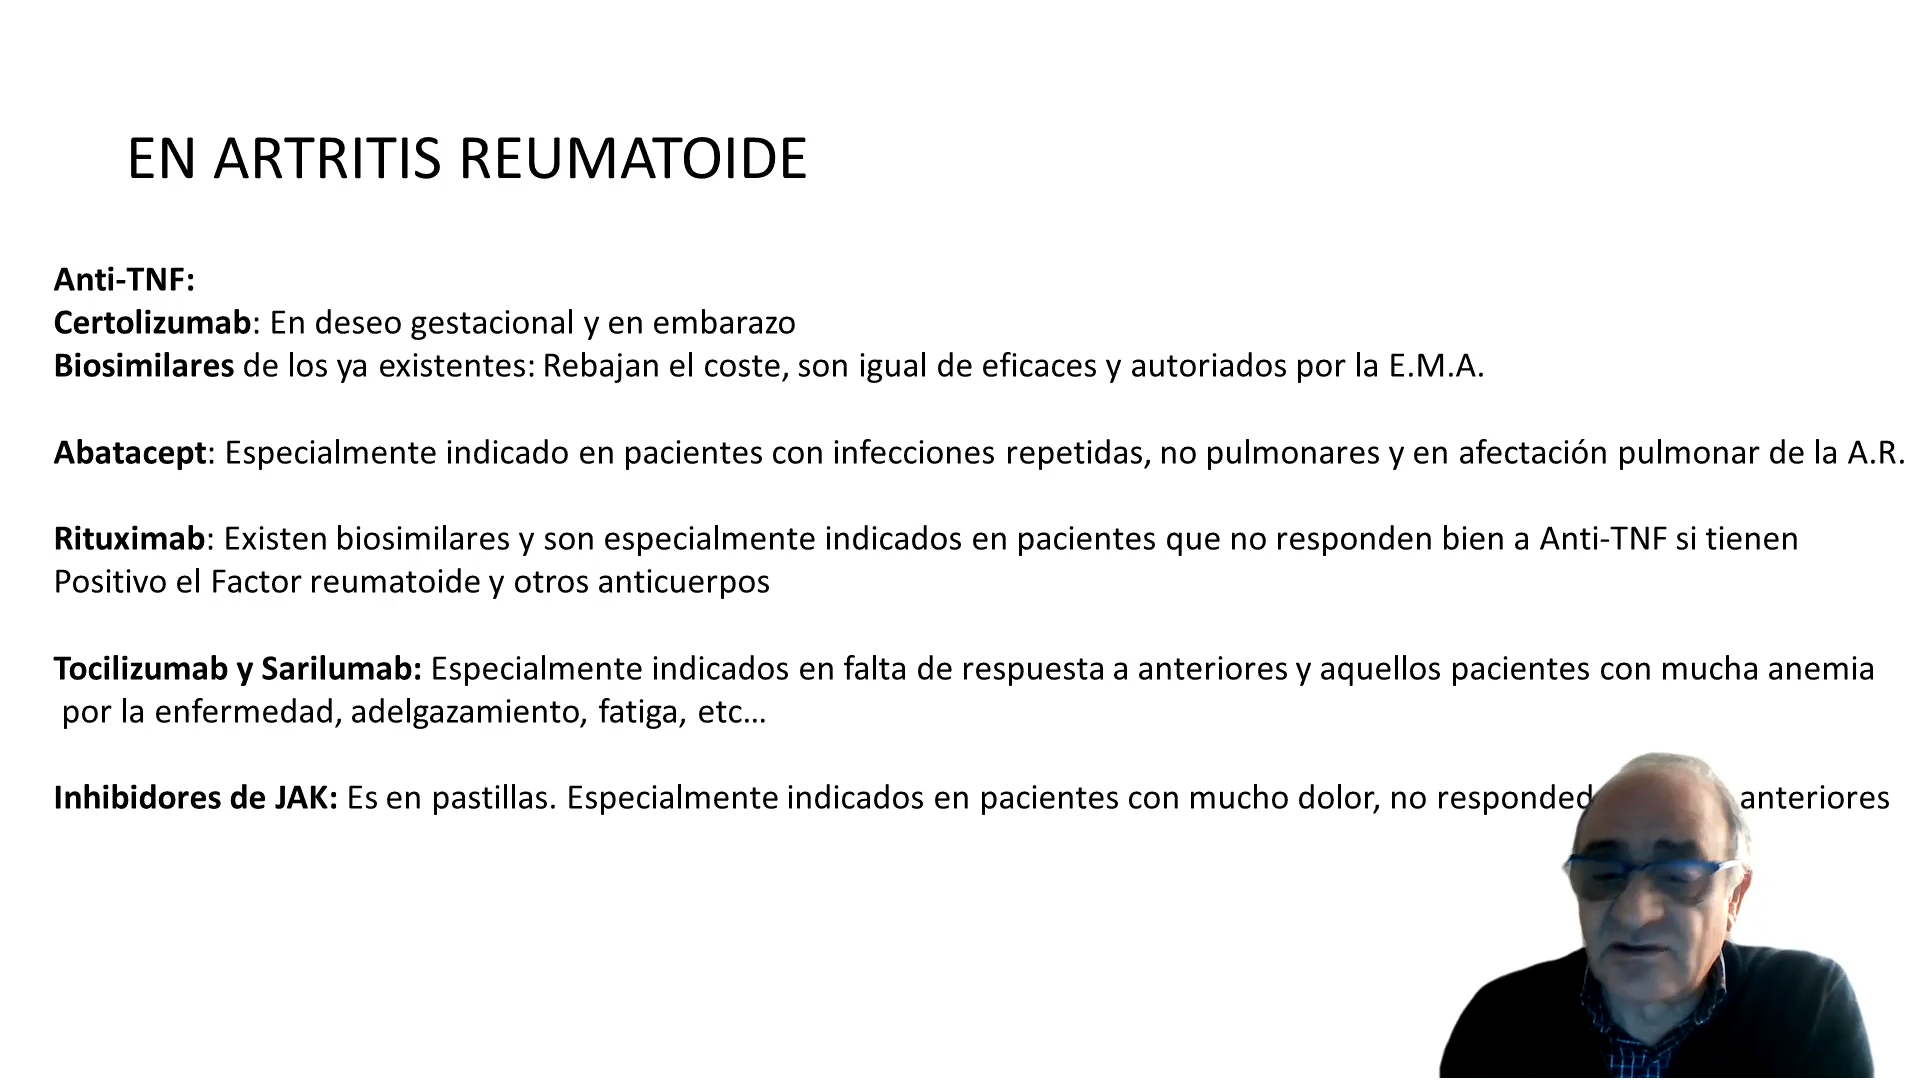 EN ARTRITIS REUMATOIDE
Anti-TNF:
Certolizumab: En deseo gestacional y en embarazo
Biosimilares de los ya existentes: Rebajan el coste, son igual de eficaces y autoriados por la E.M.A.
Abatacept: Especialmente indicado en pacientes con infecciones repetidas, no pulmonares y en afectación pulmonar de la A.R.
Rituximab: Existen biosimilares y son especialmente indicados en pacientes que no responden bien a Anti-TNF si tienen
Positivo el Factor reumatoide y otros anticuerpos
Tocilizumab y Sarilumab: Especialmente indicados en falta de respuesta a anteriores y aquellos pacientes con mucha anemia
por la enfermedad, adelgazamiento, fatiga, etc...
Inhibidores de JAK: Es en pastillas. Especialmente indicados en pacientes con mucho dolor, no anteriores